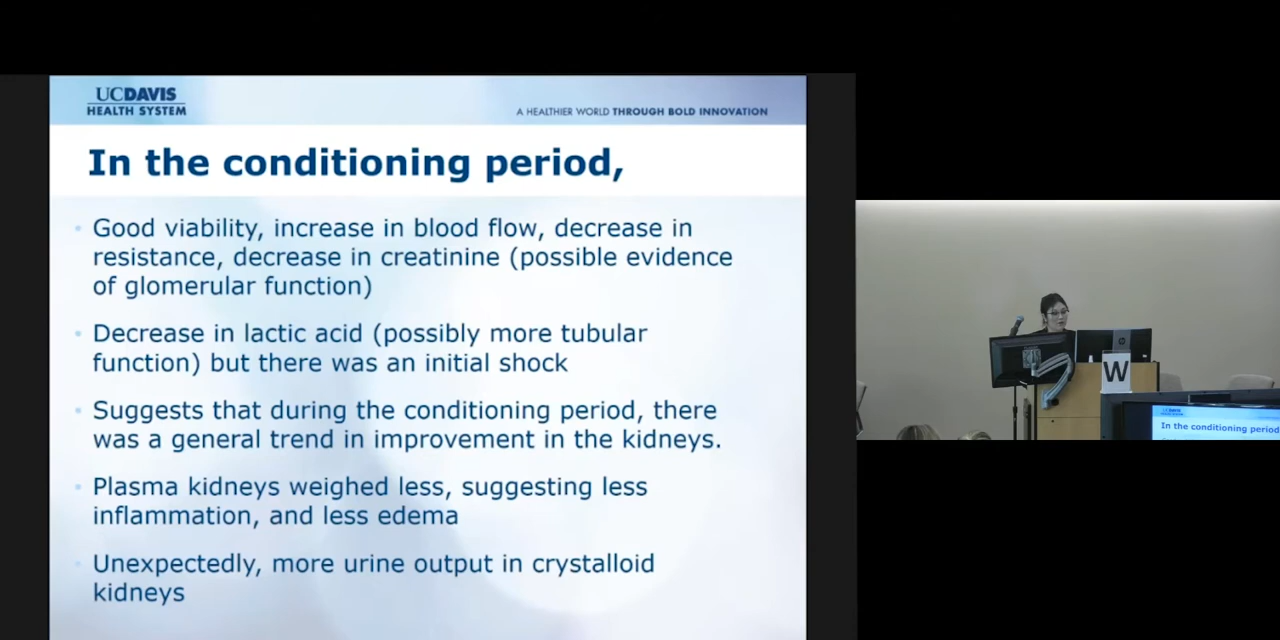 UCDAVIS
HEALTH SYSTEM
A HEALTHIER WORLD THROUGH BOLD INNOVATION
In the conditioning period,
Good viability, increase in blood flow, decrease in
resistance, decrease in creatinine (possible evidence
of glomerular function)
Decrease in lactic acid (possibly more tubular
function) but there was an initial shock
Suggests that during the conditioning period, there
was a general trend in improvement in the kidneys.
Plasma kidneys weighed less, suggesting less
inflammation, and less edema
Unexpectedly, more urine output in crystalloid
kidneys
hp
W
UCDAVIS
In the conditioning period